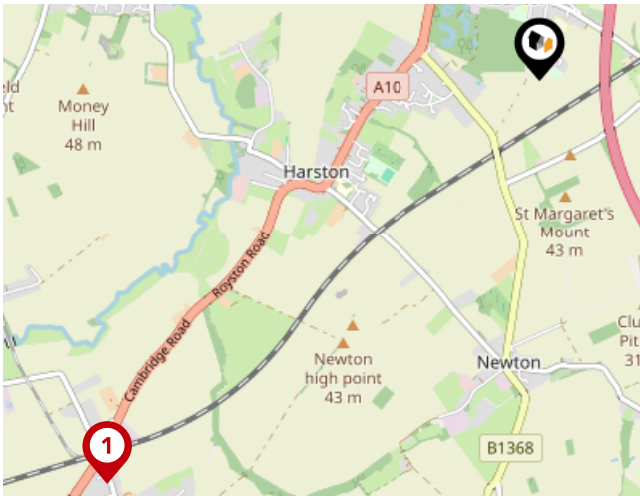 A10
Money
Hill
48 m
Harston
St Margaret's
Mount
43 m
Royston Road
Cambridge Road
Newton
high point
43 m
Newton
B1368
1